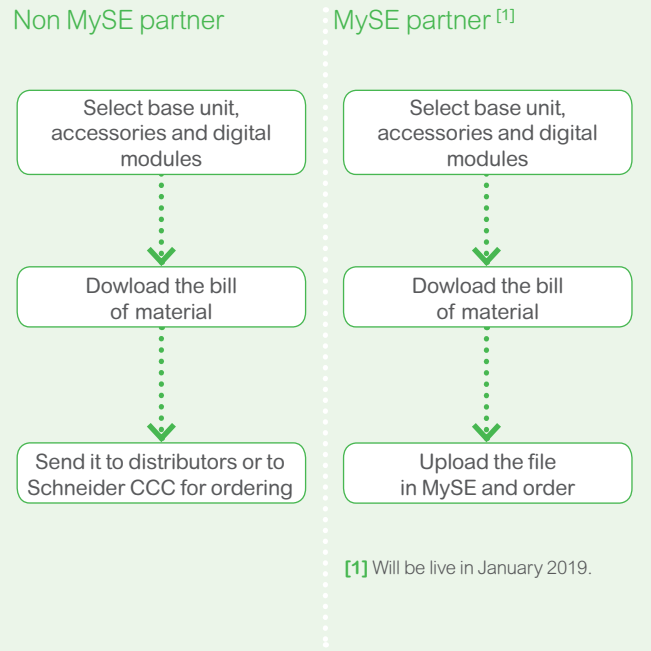 Non MySE partner
Select base unit,
accessories and digital
modules
Dowload the bill
of material
Send it to distributors or to
Schneider CCC for ordering
MySE partner [1]
Select base unit,
accessories and digital
modules
Dowload the bill
of material
Upload the file
in MySE and order
[1] Will be live in January 2019.